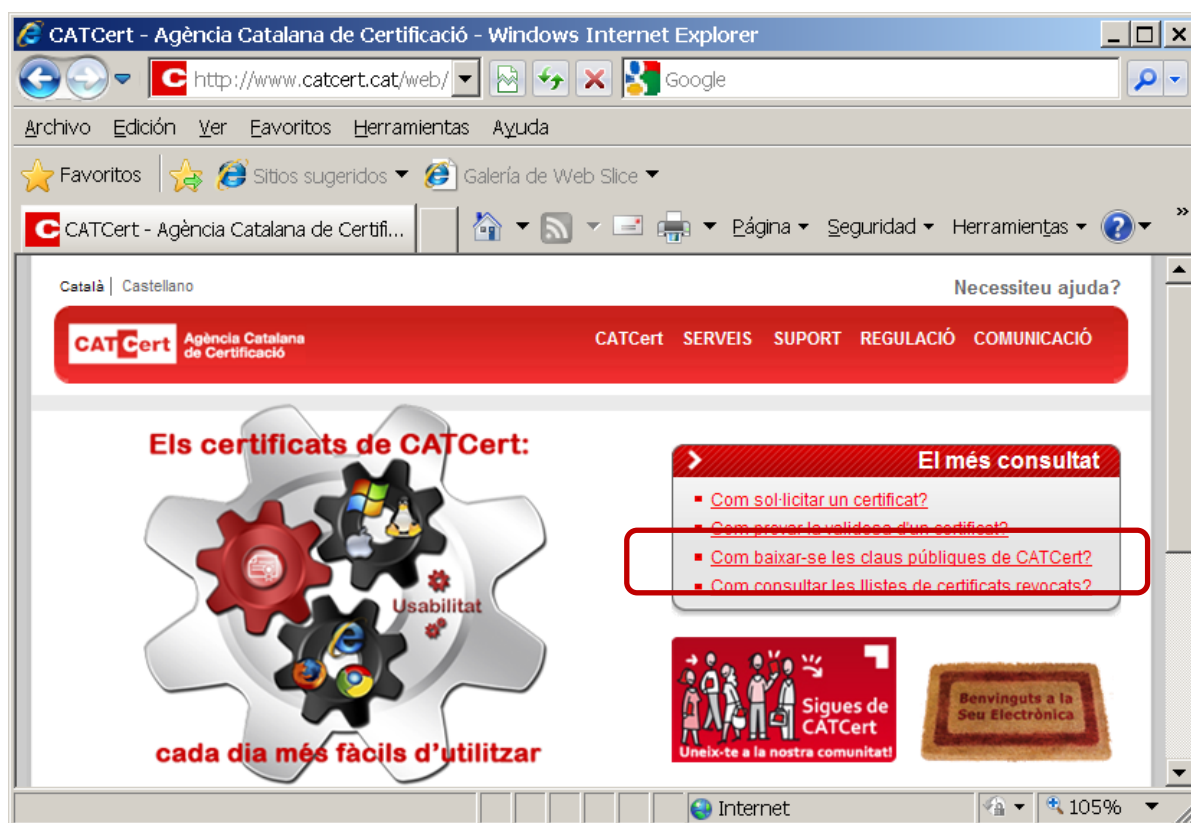 CATCert - Agència Catalana de Certificació - Windows Internet Explorer
C http://www.catcert.cat/web/ Google
Archivo Edición Ver Favoritos Herramientas Ayuda
Favoritos Sitios sugeridos Galería de Web Slice
C CATCert - Agència Catalana de Certifi... Página Seguridad Herramientas ? »
Català | Castellano Necessiteu ajuda?
CATCert Agència Catalana
de Certificació
CATCert SERVEIS SUPORT REGULACIÓ COMUNICACIÓ
Els certificats de CATCert:
Usabilitat
cada dia més fàcils d'utilitzar
El més consultat
Com sol·licitar un certificat?
Com provar la validesa d'un certificat?
Com baixar-se les claus públiques de CATCert?
Com consultar les llistes de certificats revocats?
Sigues de
CATCert
Uneix-te a la nostra comunitat!
Benvinguts a la
Seu Electrònica
Internet 105%